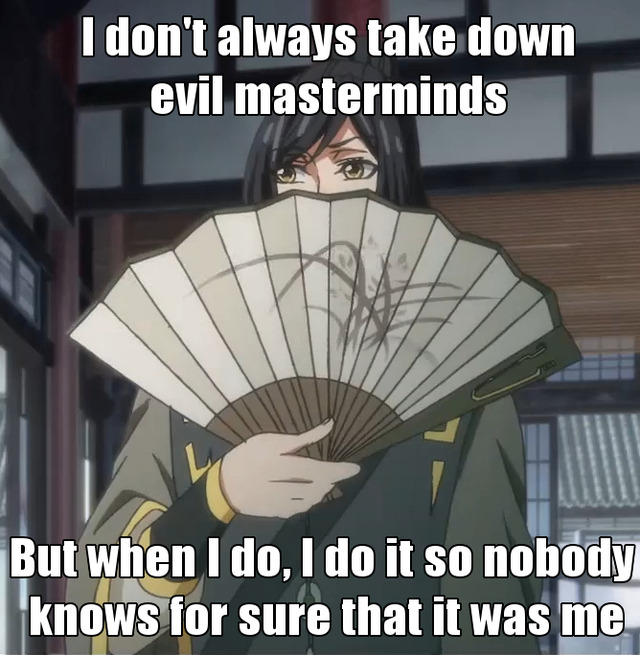 I don't always take down
evil masterminds
But when I do, I do it so nobody
knows for sure that it was me